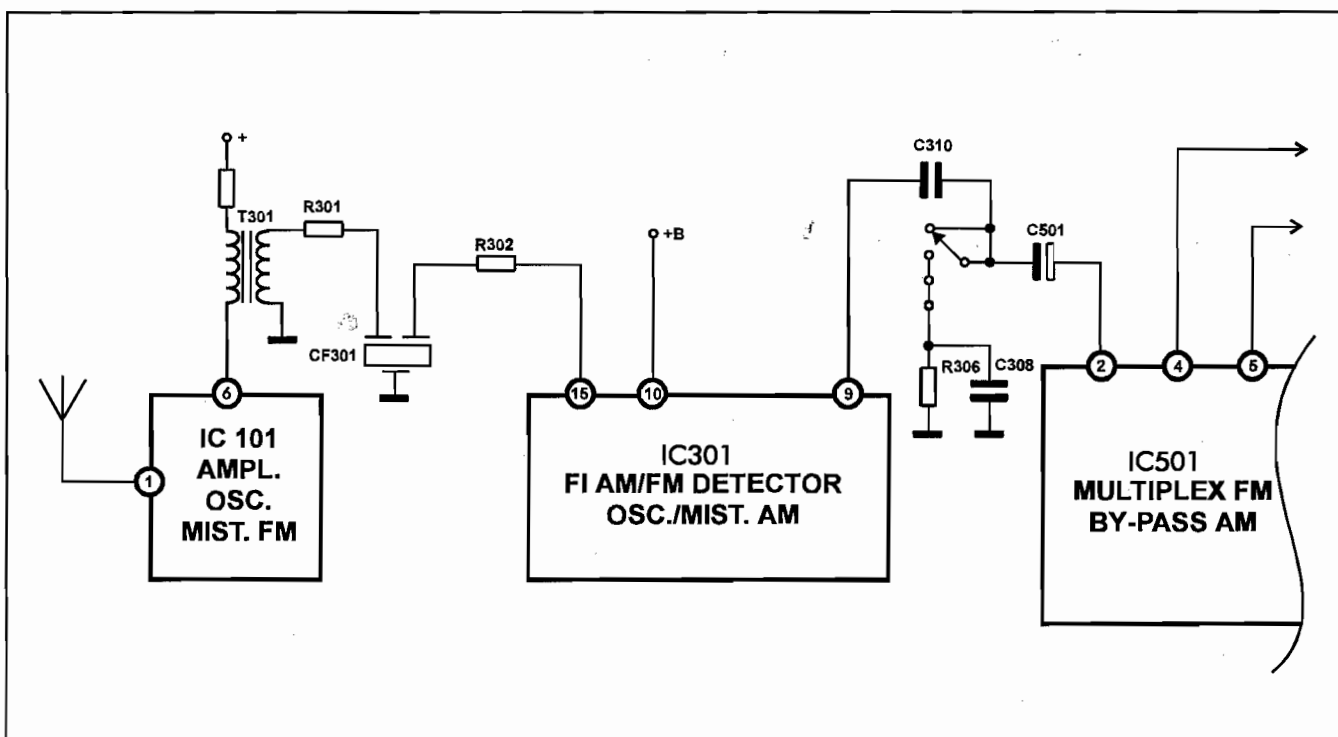 +
T301
R301
R302
CF301
+B
C310
C501
R306
C308
6
1
15
10
9
2
4
5
IC 101
AMPL.
OSC.
MIST. FM
IC301
FI AM/FM DETECTOR
OSC./MIST. AM
IC501
MULTIPLEX FM
BY-PASS AM